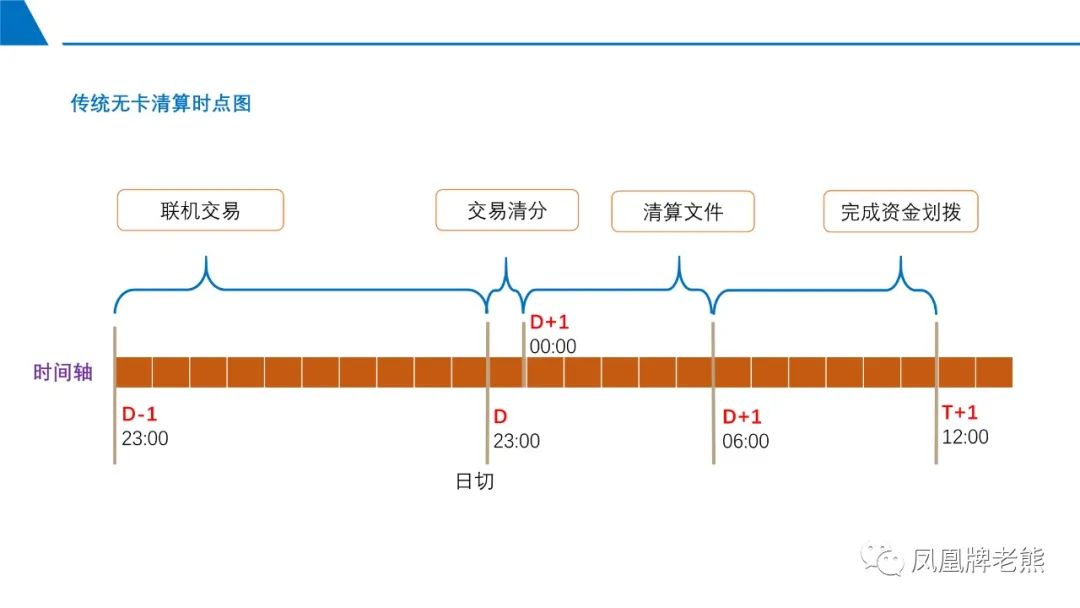 传统无卡清算时点图
联机交易
交易清分
清算文件
完成资金划拨
D+1
00:00
时间轴
D-1
23:00
D
23:00
D+1
06:00
T+1
12:00
日切
凤凰牌老熊